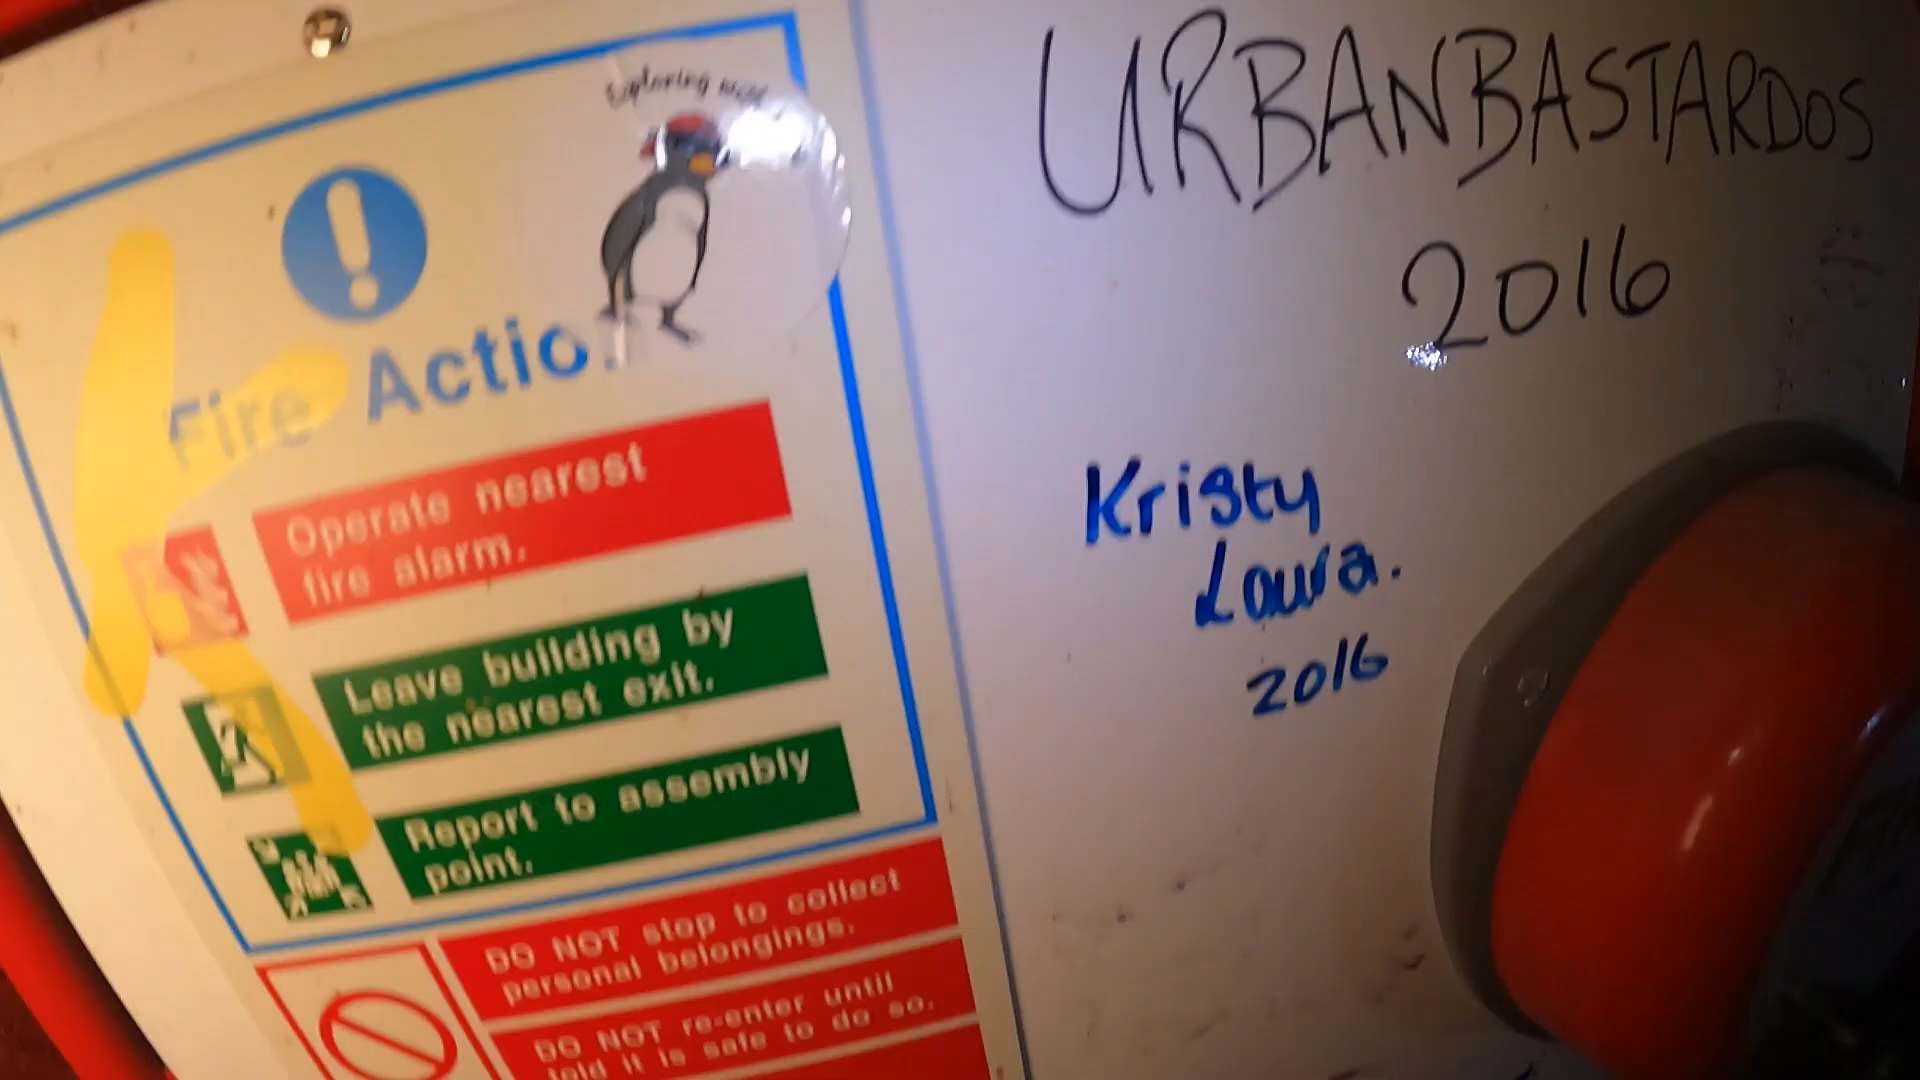 Exploring
Fire Action
Operate nearest
fire alarm.
Leave building by
the nearest exit.
Report to assembly
point.
DO NOT stop to collect
personal belongings.
DO NOT re-enter until
told it is safe to do so.
URBANBASTARDOS
2016
Kristy
Laura.
2016